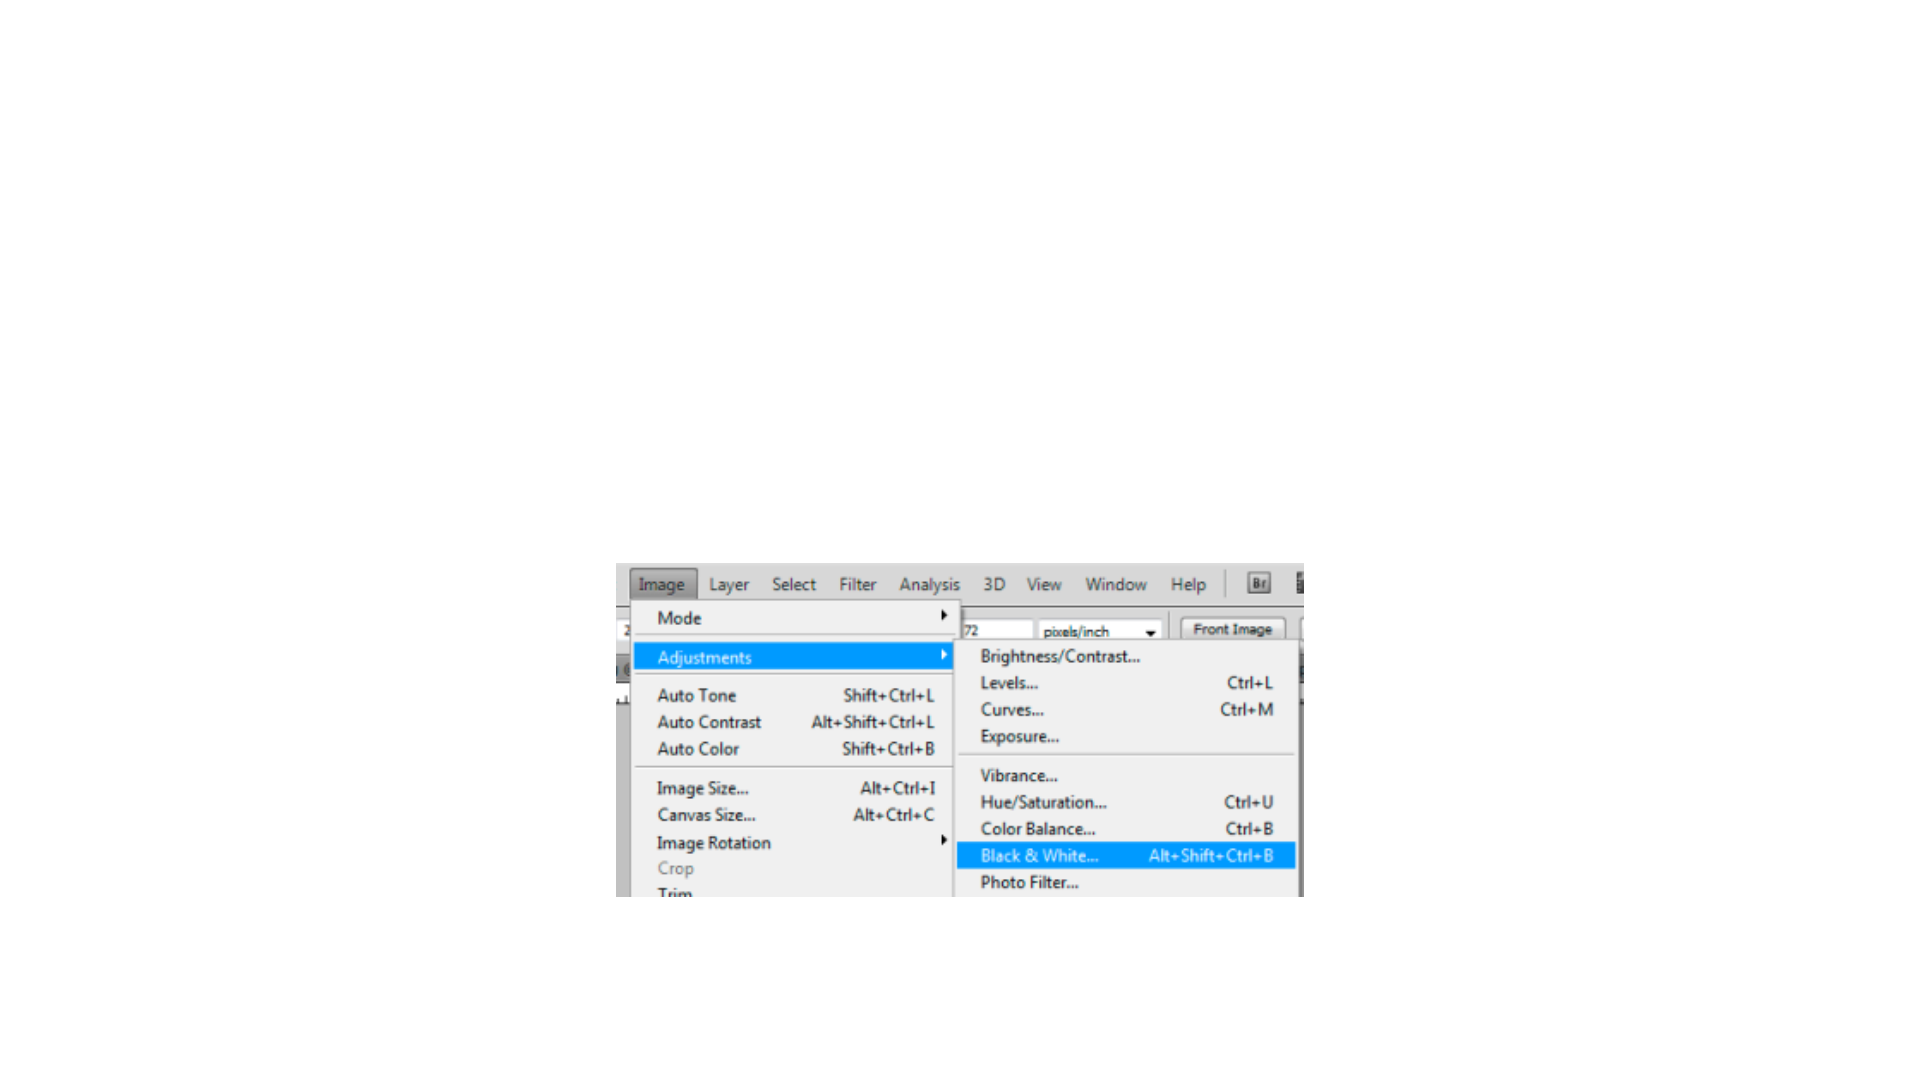 Image Layer Select Filter Analysis 3D View Window Help Br
Mode
72 pixels/inch Front Image
Adjustments
Auto Tone Shift+Ctrl+L
Auto Contrast Alt+Shift+Ctrl+L
Auto Color Shift+Ctrl+B
Image Size... Alt+Ctrl+I
Canvas Size... Alt+Ctrl+C
Image Rotation
Crop
Trim
Brightness/Contrast...
Levels... Ctrl+L
Curves... Ctrl+M
Exposure...
Vibrance...
Hue/Saturation... Ctrl+U
Color Balance... Ctrl+B
Black & White... Alt+Shift+Ctrl+B
Photo Filter...